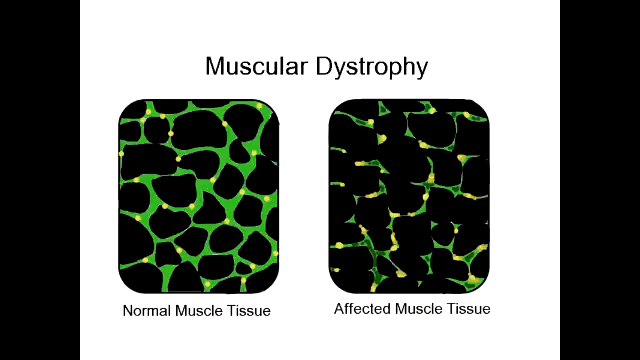 Muscular Dystrophy
Normal Muscle Tissue
Affected Muscle Tissue